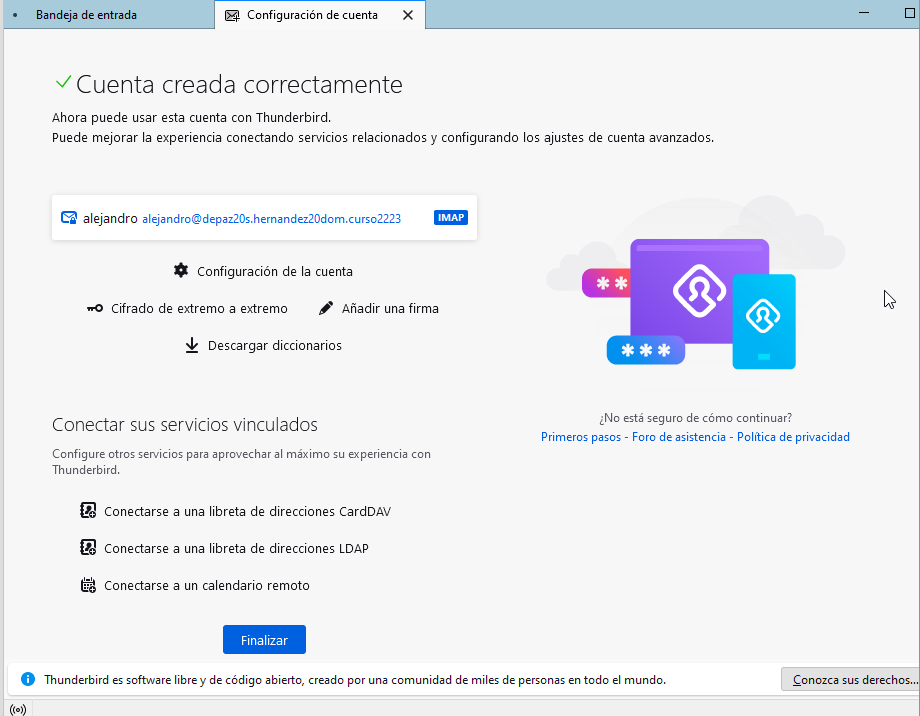 Bandeja de entrada
Configuración de cuenta
Cuenta creada correctamente
Ahora puede usar esta cuenta con Thunderbird.
Puede mejorar la experiencia conectando servicios relacionados y configurando los ajustes de cuenta avanzados.
alejandro alejandro@depaz20s.hernandez20dom.curso2223 IMAP
Configuración de la cuenta
Cifrado de extremo a extremo
Añadir una firma
Descargar diccionarios
Conectar sus servicios vinculados
Configure otros servicios para aprovechar al máximo su experiencia con
Thunderbird.
Conectarse a una libreta de direcciones CardDAV
Conectarse a una libreta de direcciones LDAP
Conectarse a un calendario remoto
Finalizar
¿No está seguro de cómo continuar?
Primeros pasos - Foro de asistencia - Política de privacidad
Thunderbird es software libre y de código abierto, creado por una comunidad de miles de personas en todo el mundo.
Conozca sus derechos...